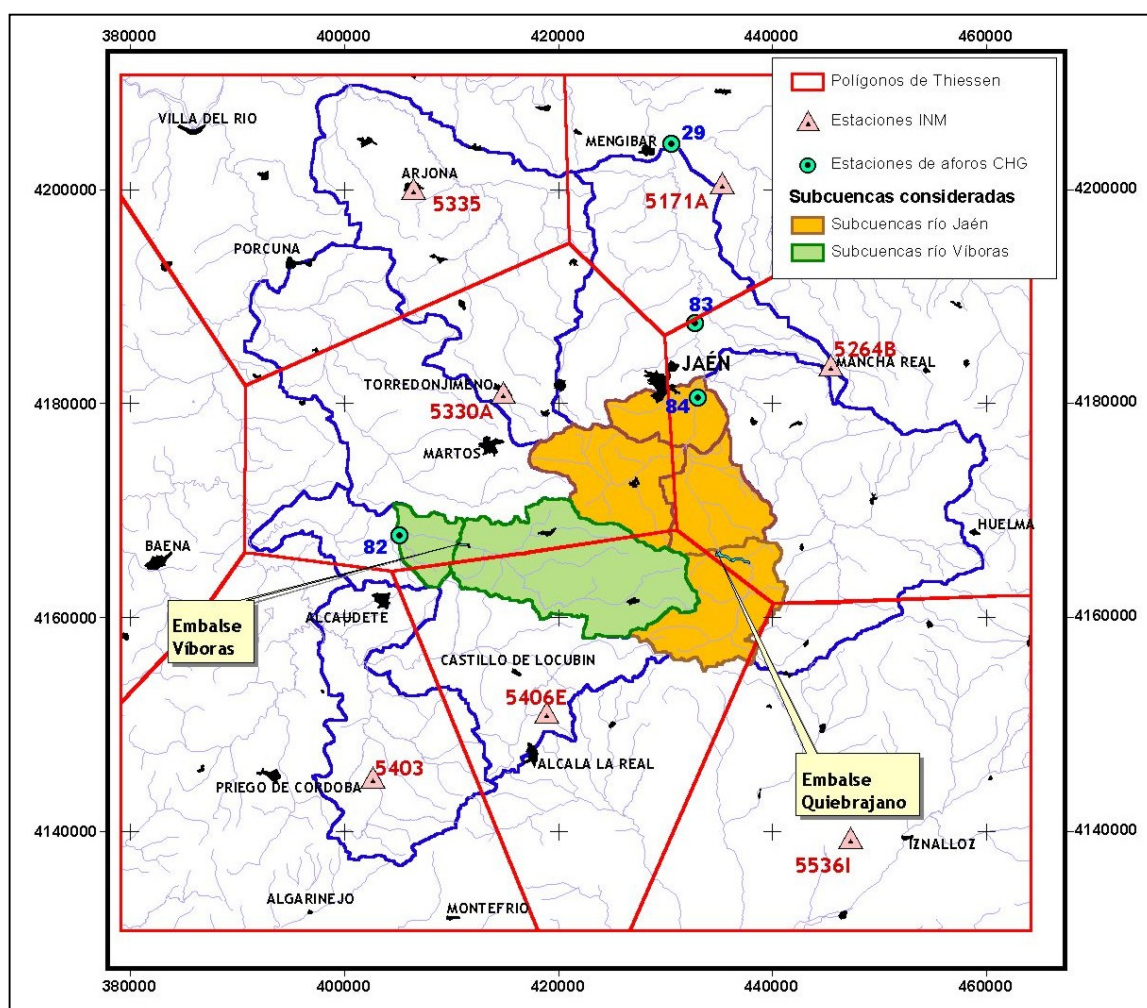 380000 400000 420000 440000 460000
Polígonos de Thiessen
Estaciones INM
Estaciones de aforos CHG
Subcuencas consideradas
Subcuencas río Jaén
Subcuencas río Víboras
VILLA DEL RIO
MENGIBAR
29
4200000
ARJONA
5335
5171A
4200000
PORCUNA
83
5264B
MANCHA REAL
JAÉN
TORREDONJIMENO
5330A
84
4180000
4180000
MARTOS
HUELMA
BAENA
82
Embalse
Víboras
ALCAUDETE
4160000
4160000
CASTILLO DE LOCUBIN
5406E
ALCALA LA REAL
5403
PRIEGO DE CORDOBA
Embalse
Quiebrajano
4140000
4140000
IZNALLOZ
5536I
ALGARINEJO
MONTEFRIO
380000 400000 420000 440000 460000